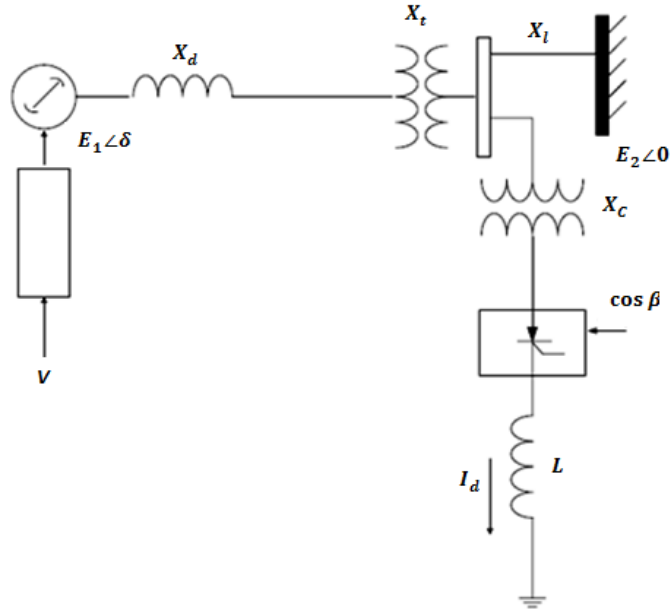 X_t
X_d
X_l
E_1∠δ
E_2∠0
X_C
cos β
V
I_d
L